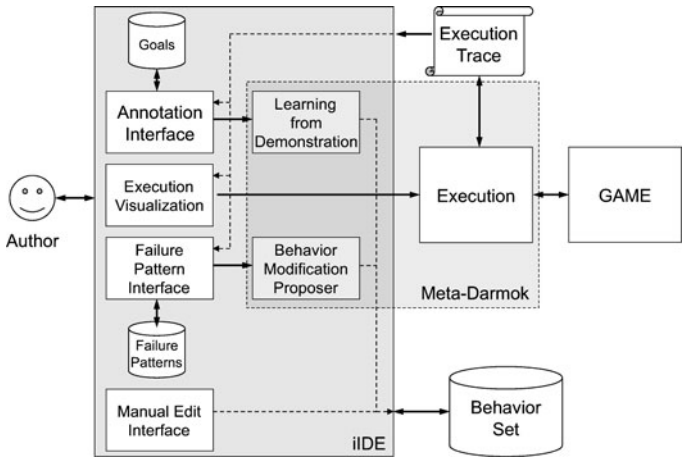 Goals
Execution
Trace
Annotation
Interface
Learning
from
Demonstration
Execution
Visualization
Execution
GAME
Author
Failure
Pattern
Interface
Behavior
Modification
Proposer
Meta-Darmok
Failure
Patterns
Manual Edit
Interface
iIDE
Behavior
Set